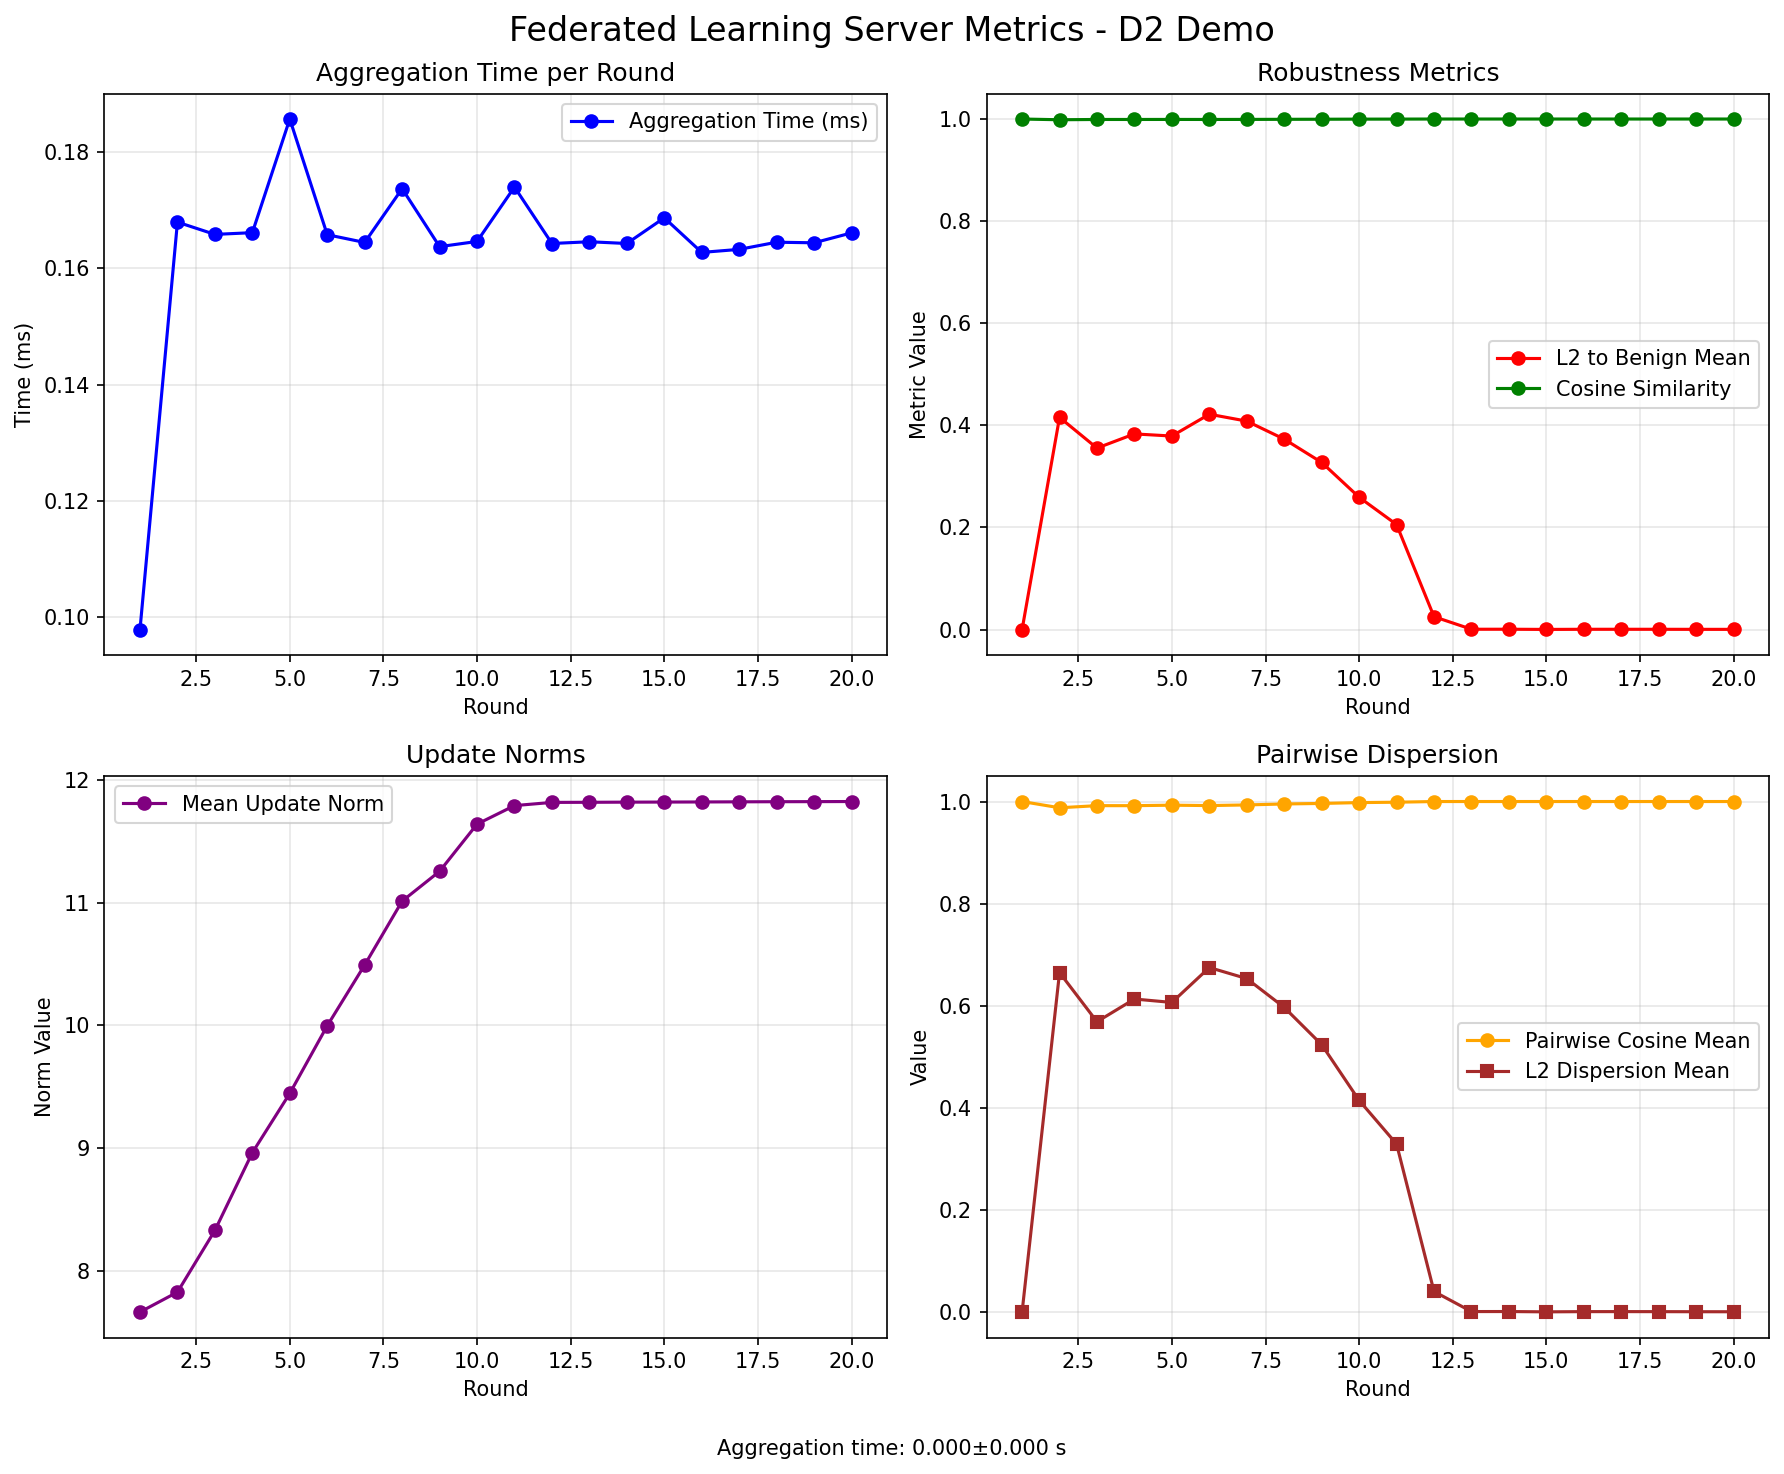 Federated Learning Server Metrics - D2 Demo
Aggregation Time per Round
Aggregation Time (ms)
Time (ms)
0.18
0.16
0.14
0.12
0.10
2.5 5.0 7.5 10.0 12.5 15.0 17.5 20.0
Round
Robustness Metrics
Metric Value
1.0
0.8
0.6
0.4
0.2
0.0
L2 to Benign Mean
Cosine Similarity
2.5 5.0 7.5 10.0 12.5 15.0 17.5 20.0
Round
Update Norms
Mean Update Norm
Norm Value
12
11
10
9
8
2.5 5.0 7.5 10.0 12.5 15.0 17.5 20.0
Round
Pairwise Dispersion
Value
1.0
0.8
0.6
0.4
0.2
0.0
Pairwise Cosine Mean
L2 Dispersion Mean
2.5 5.0 7.5 10.0 12.5 15.0 17.5 20.0
Round
Aggregation time: 0.000±0.000 s